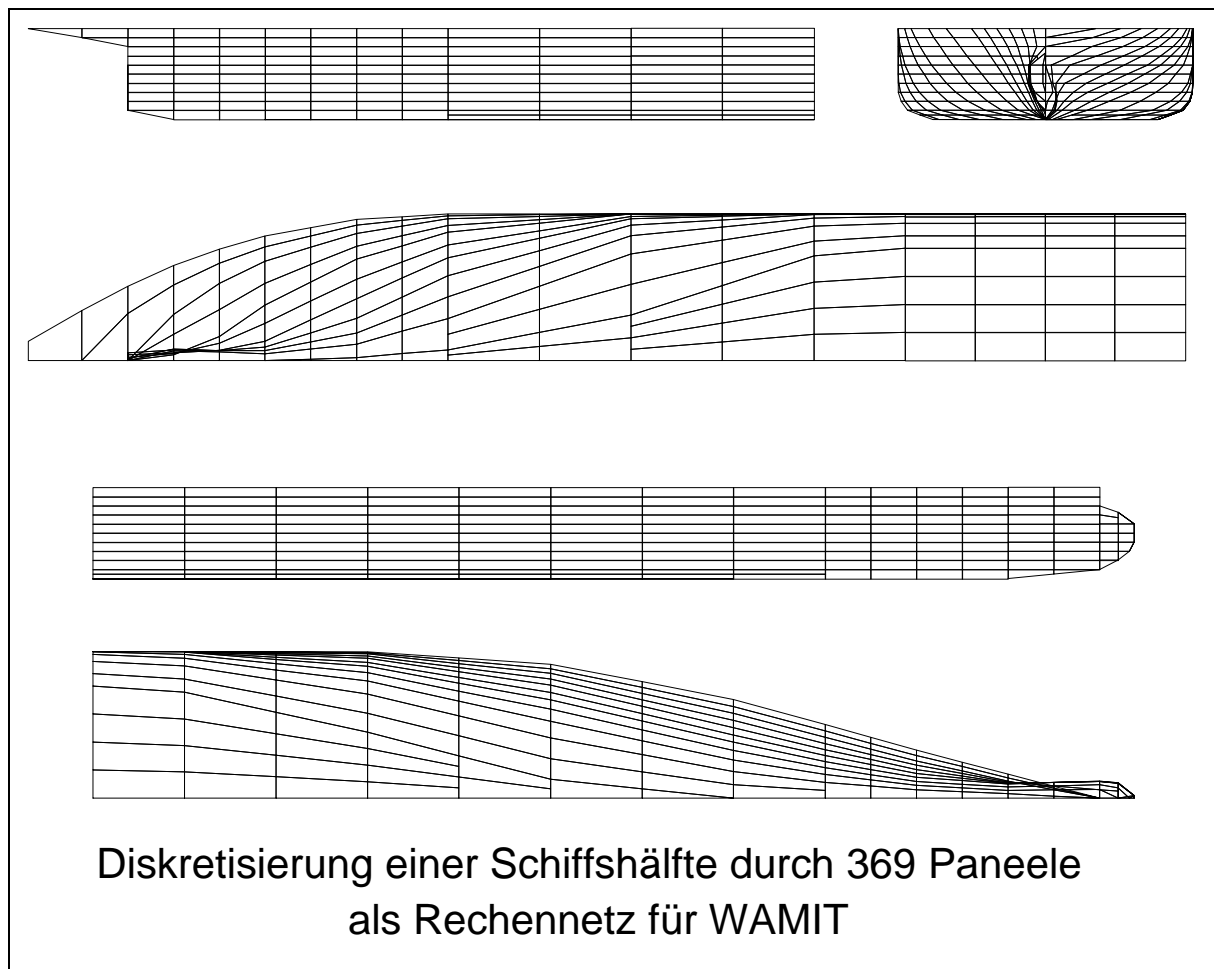 Diskretisierung einer Schiffshälfte durch 369 Paneele
als Rechennetz für WAMIT